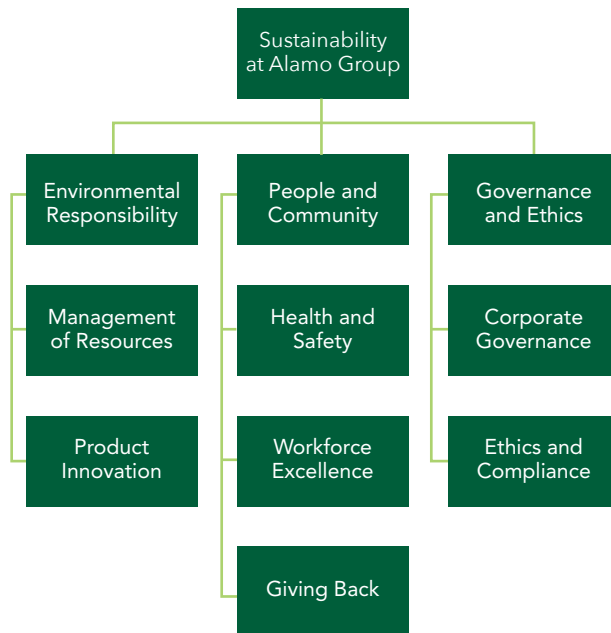 Sustainability
at Alamo Group
Environmental
Responsibility
People and
Community
Governance
and Ethics
Management
of Resources
Health and
Safety
Corporate
Governance
Product
Innovation
Workforce
Excellence
Ethics and
Compliance
Giving Back